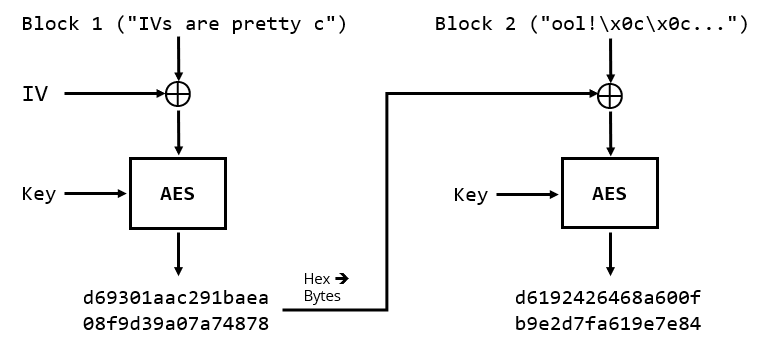 Block 1 ("IVs are pretty c")
IV
Key
AES
d69301aac291baea
08f9d39a07a74878
Hex →
Bytes
Block 2 ("ool!\x0c\x0c...")
Key
AES
d6192426468a600f
b9e2d7fa619e7e84